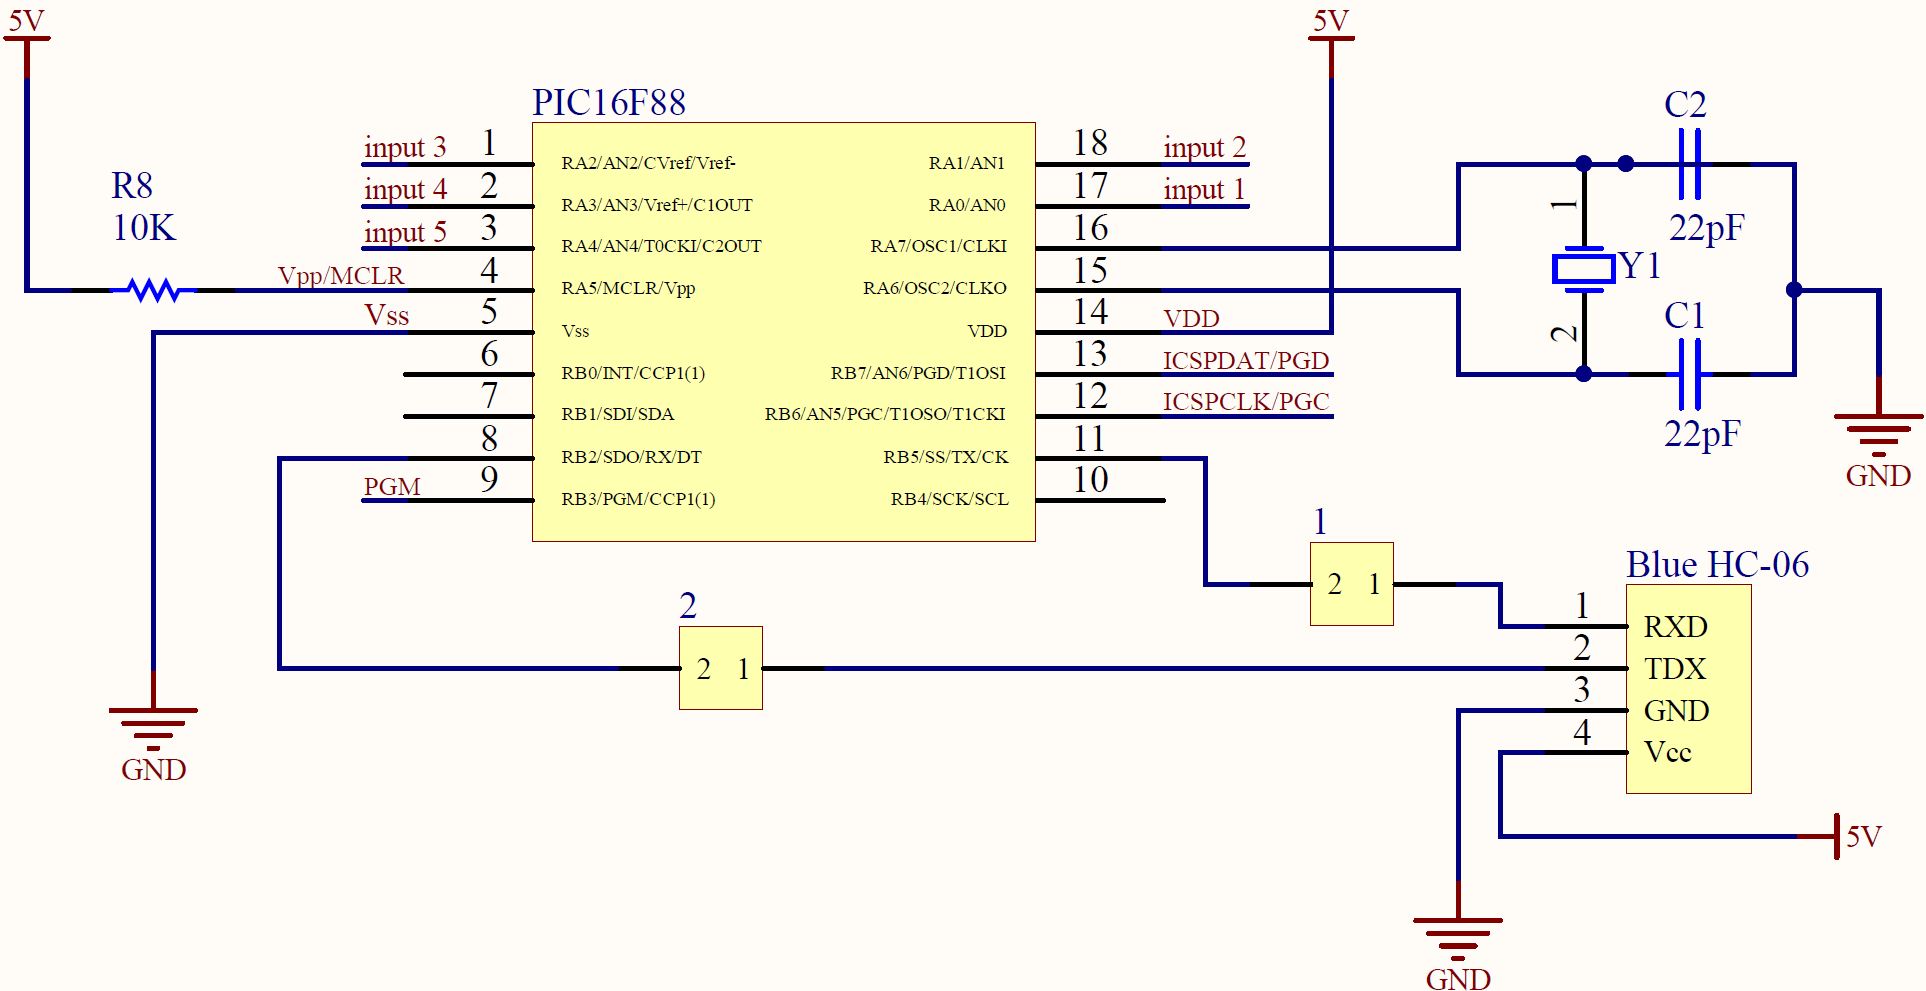 5V
5V
PIC16F88
C2
22pF
R8
10K
input 3
1
RA2/AN2/CVref/Vref-
RA1/AN1
18
input 2
input 4
2
RA3/AN3/Vref+/C1OUT
RA0/AN0
17
input 1
input 5
3
RA4/AN4/T0CKI/C2OUT
RA7/OSC1/CLKI
16
Vpp/MCLR
4
RA5/MCLR/Vpp
RA6/OSC2/CLKO
15
Vss
5
Vss
VDD
14
VDD
6
RB0/INT/CCP1(1)
RB7/AN6/PGD/T1OSI
13
ICSPDAT/PGD
7
RB1/SDI/SDA
RB6/AN5/PGC/T1OSO/T1CKI
12
ICSPCLK/PGC
8
RB2/SDO/RX/DT
RB5/SS/TX/CK
11
PGM
9
RB3/PGM/CCP1(1)
RB4/SCK/SCL
10
1
Y1
2
C1
22pF
GND
1
2 1
2
2 1
Blue HC-06
1
RXD
2
TDX
3
GND
4
Vcc
GND
5V
GND